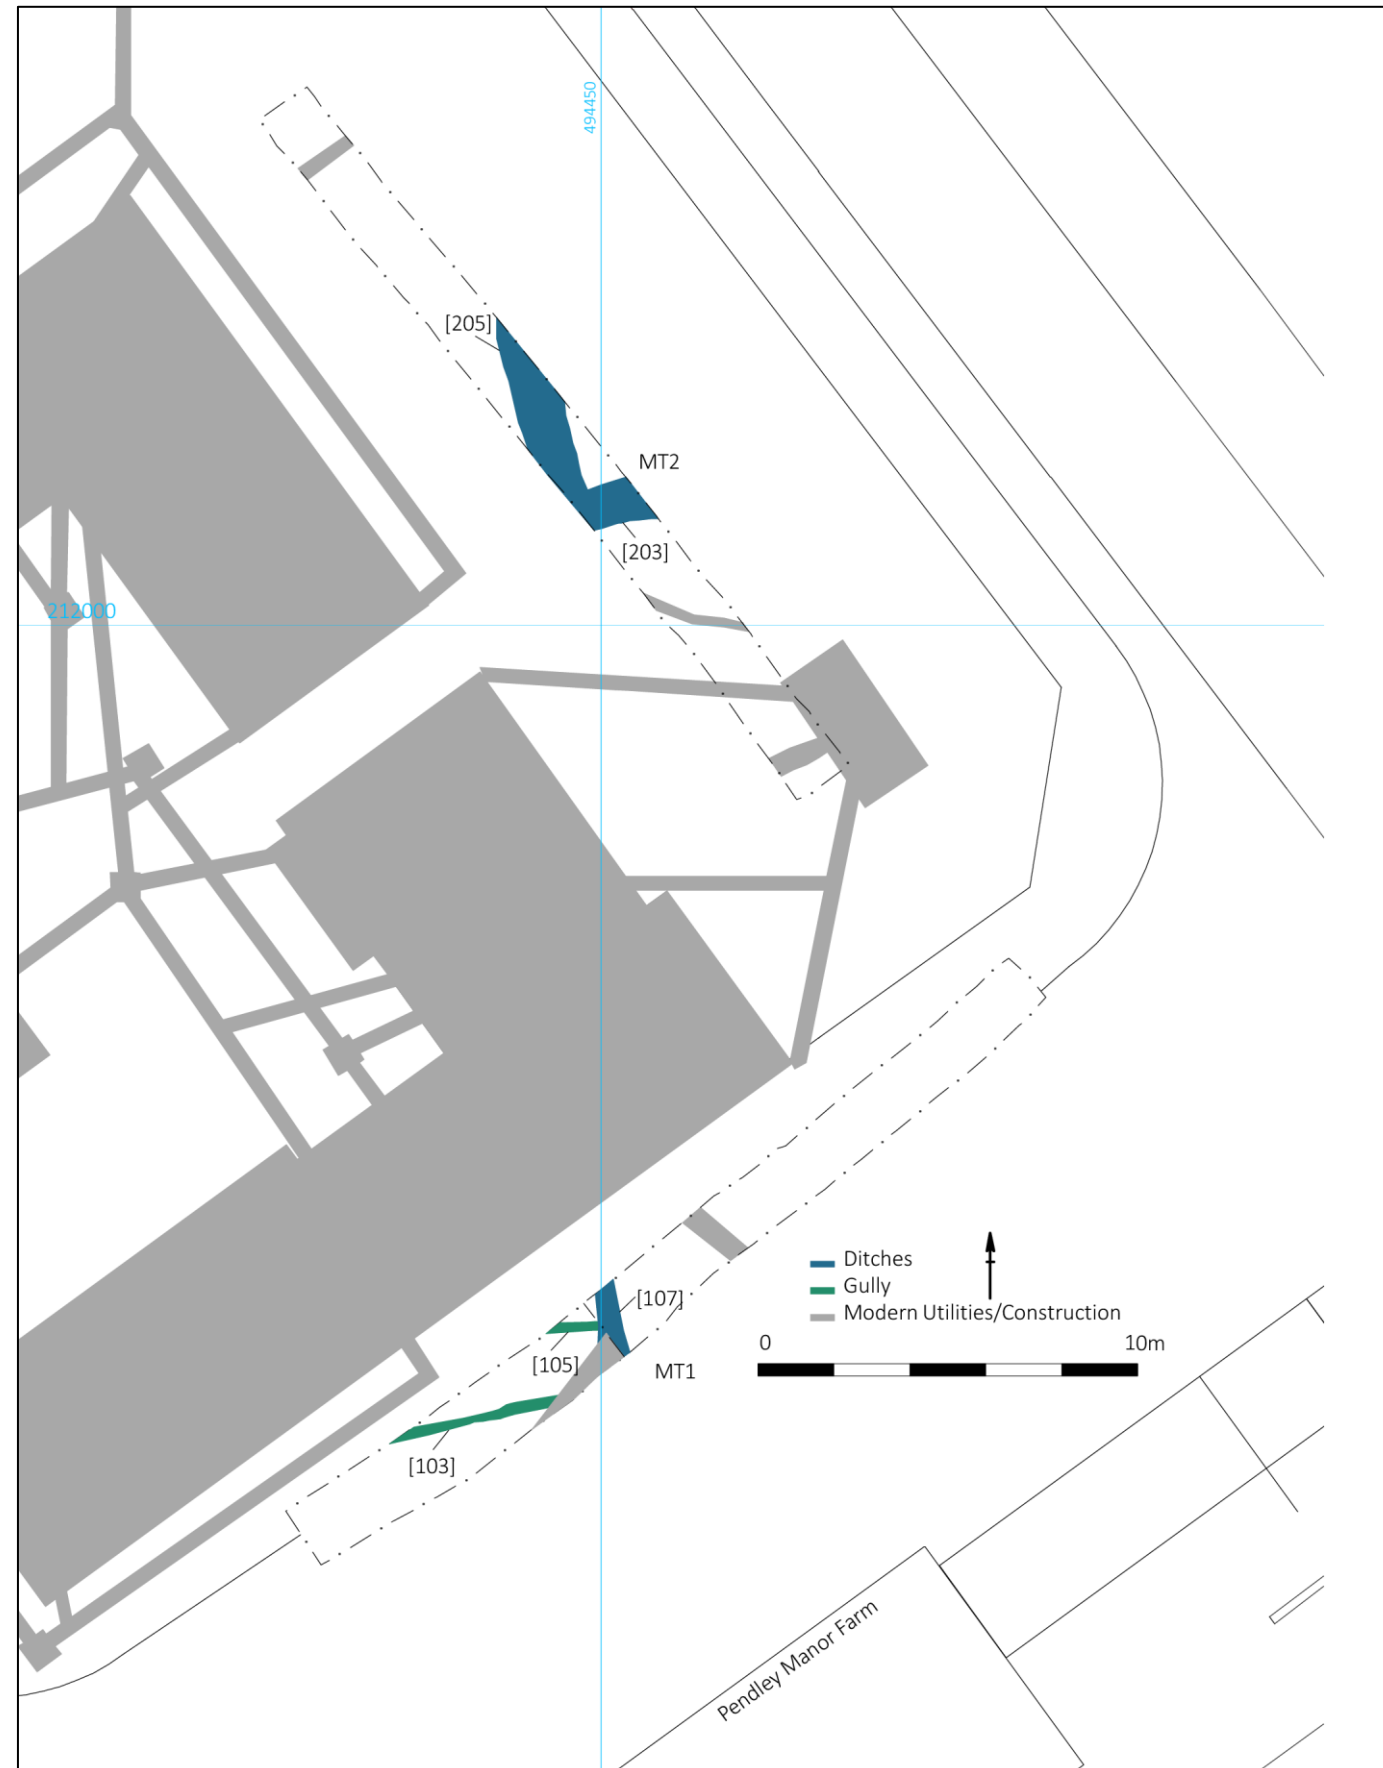 494450
[205]
MT2
[203]
212000
Ditches
Gully
Modern Utilities/Construction
[107]
0 10m
[105]
MT1
[103]
Pendley Manor Farm